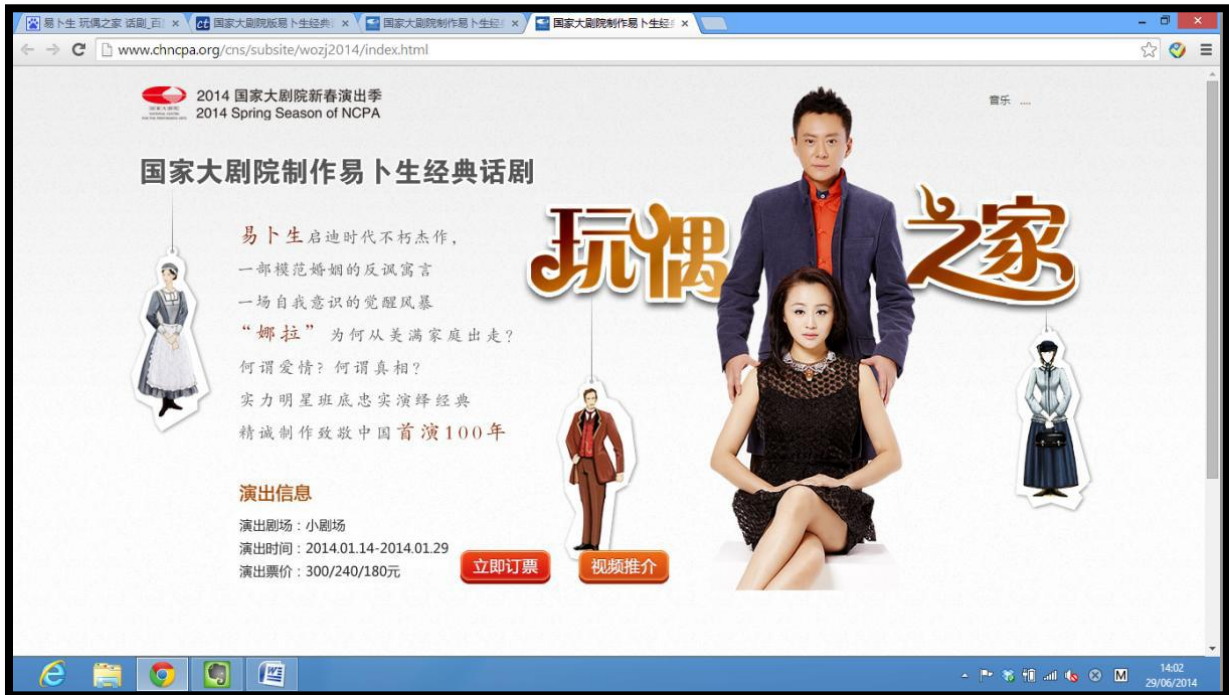 易卜生 玩偶之家 话剧_百
国家大剧院版易卜生经典
国家大剧院制作易卜生经
国家大剧院制作易卜生经
www.chncpa.org/cns/subsite/wozj2014/index.html
2014 国家大剧院新春演出季
2014 Spring Season of NCPA
音乐 ....
国家大剧院制作易卜生经典话剧
玩偶之家
易卜生启迪时代不朽杰作,
一部模范婚姻的反讽寓言
一场自我意识的觉醒风暴
“娜拉” 为何从美满家庭出走?
何谓爱情? 何谓真相?
实力明星班底忠实演绎经典
精诚制作致敬中国首演100年
演出信息
演出剧场：小剧场
演出时间：2014.01.14-2014.01.29
演出票价：300/240/180元
立即订票
视频推介
14:02
29/06/2014